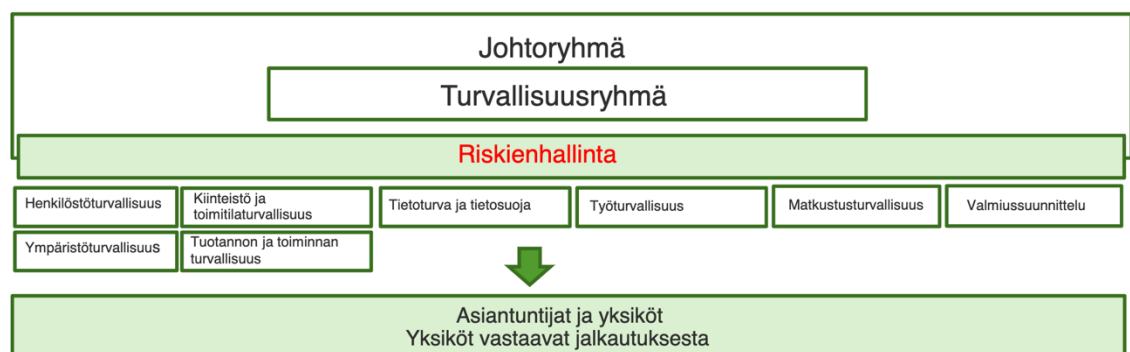 Johtoryhmä
Turvallisuusryhmä
Riskienhallinta
Henkilöstöturvallisuus
Kiinteistö ja
toimitilaturvallisuus
Tietoturva ja tietosuoja
Työturvallisuus
Matkustusturvallisuus
Valmiussuunnittelu
Ympäristöturvallisuus
Tuotannon ja toiminnan
turvallisuus
Asiantuntijat ja yksiköt
Yksiköt vastaavat jalkautuksesta